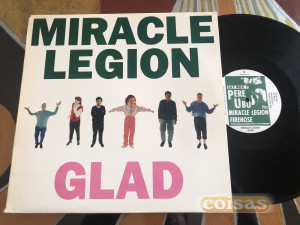 MIRACLE
LEGION
GLAD
PERE
UBU
MIRACLE LEGION
FIREHOSE
coisas